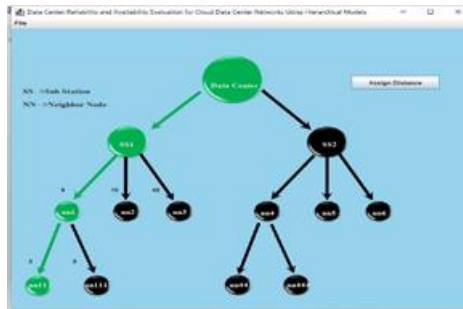 Data Center Reliability and Availability Evaluation for Cloud Data Center Networks Using Hierarchical Models
File
Data Center
Assign Distance
SS ->Sub Station
NN ->Neighbor Node
SS1
SS2
nn1
nn2
nn3
nn4
nn5
nn6
nn11
nn111
nn44